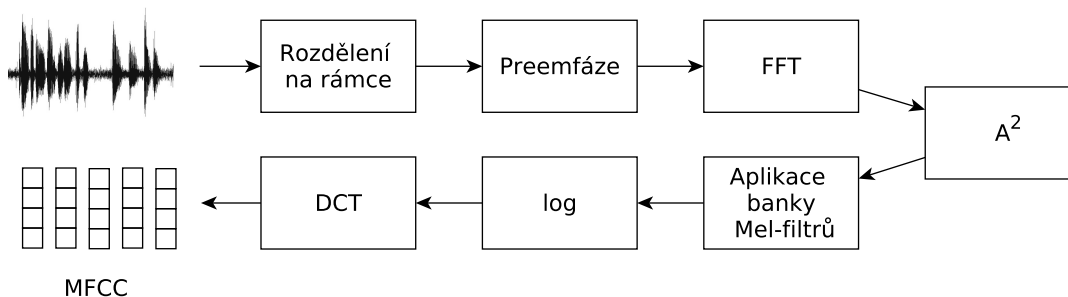 Rozdělení
na rámce
Preemfáze
FFT
A²
Aplikace
banky
Mel-filtrů
log
DCT
MFCC